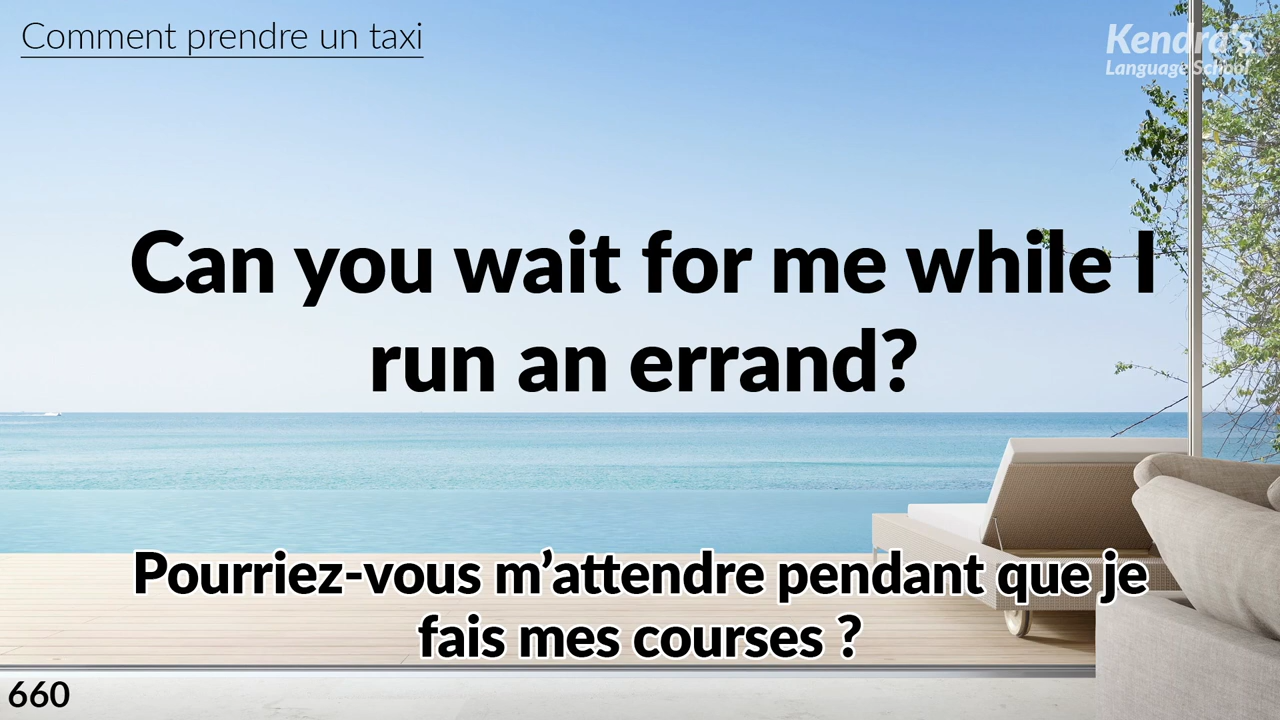 Comment prendre un taxi
Kendra's
Language School
Can you wait for me while I
run an errand?
Pourriez-vous m’attendre pendant que je
fais mes courses ?
660